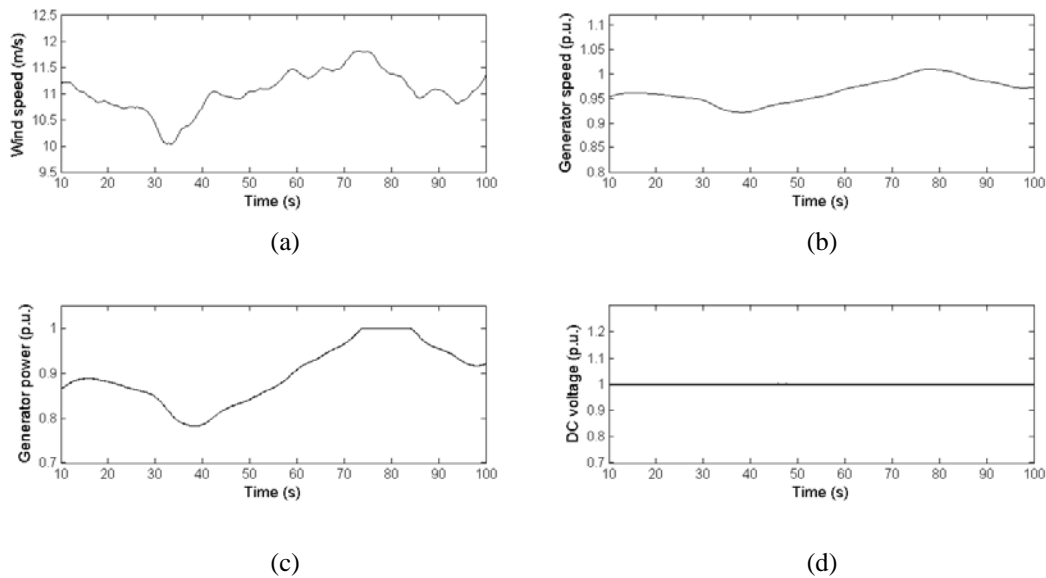 12.5
12
11.5
11
10.5
10
9.5
Wind speed (m/s)
10 20 30 40 50 60 70 80 90 100
Time (s)
(a)
1.1
1.05
1
0.95
0.9
0.85
0.8
Generator speed (p.u.)
10 20 30 40 50 60 70 80 90 100
Time (s)
(b)
1
0.9
0.8
0.7
Generator power (p.u.)
10 20 30 40 50 60 70 80 90 100
Time (s)
(c)
1.2
1.1
1
0.9
0.8
0.7
DC voltage (p.u.)
10 20 30 40 50 60 70 80 90 100
Time (s)
(d)